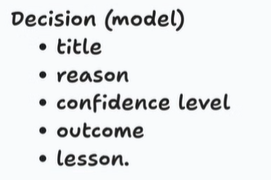 Decision (model)
• title
• reason
• confidence level
• outcome
• lesson.